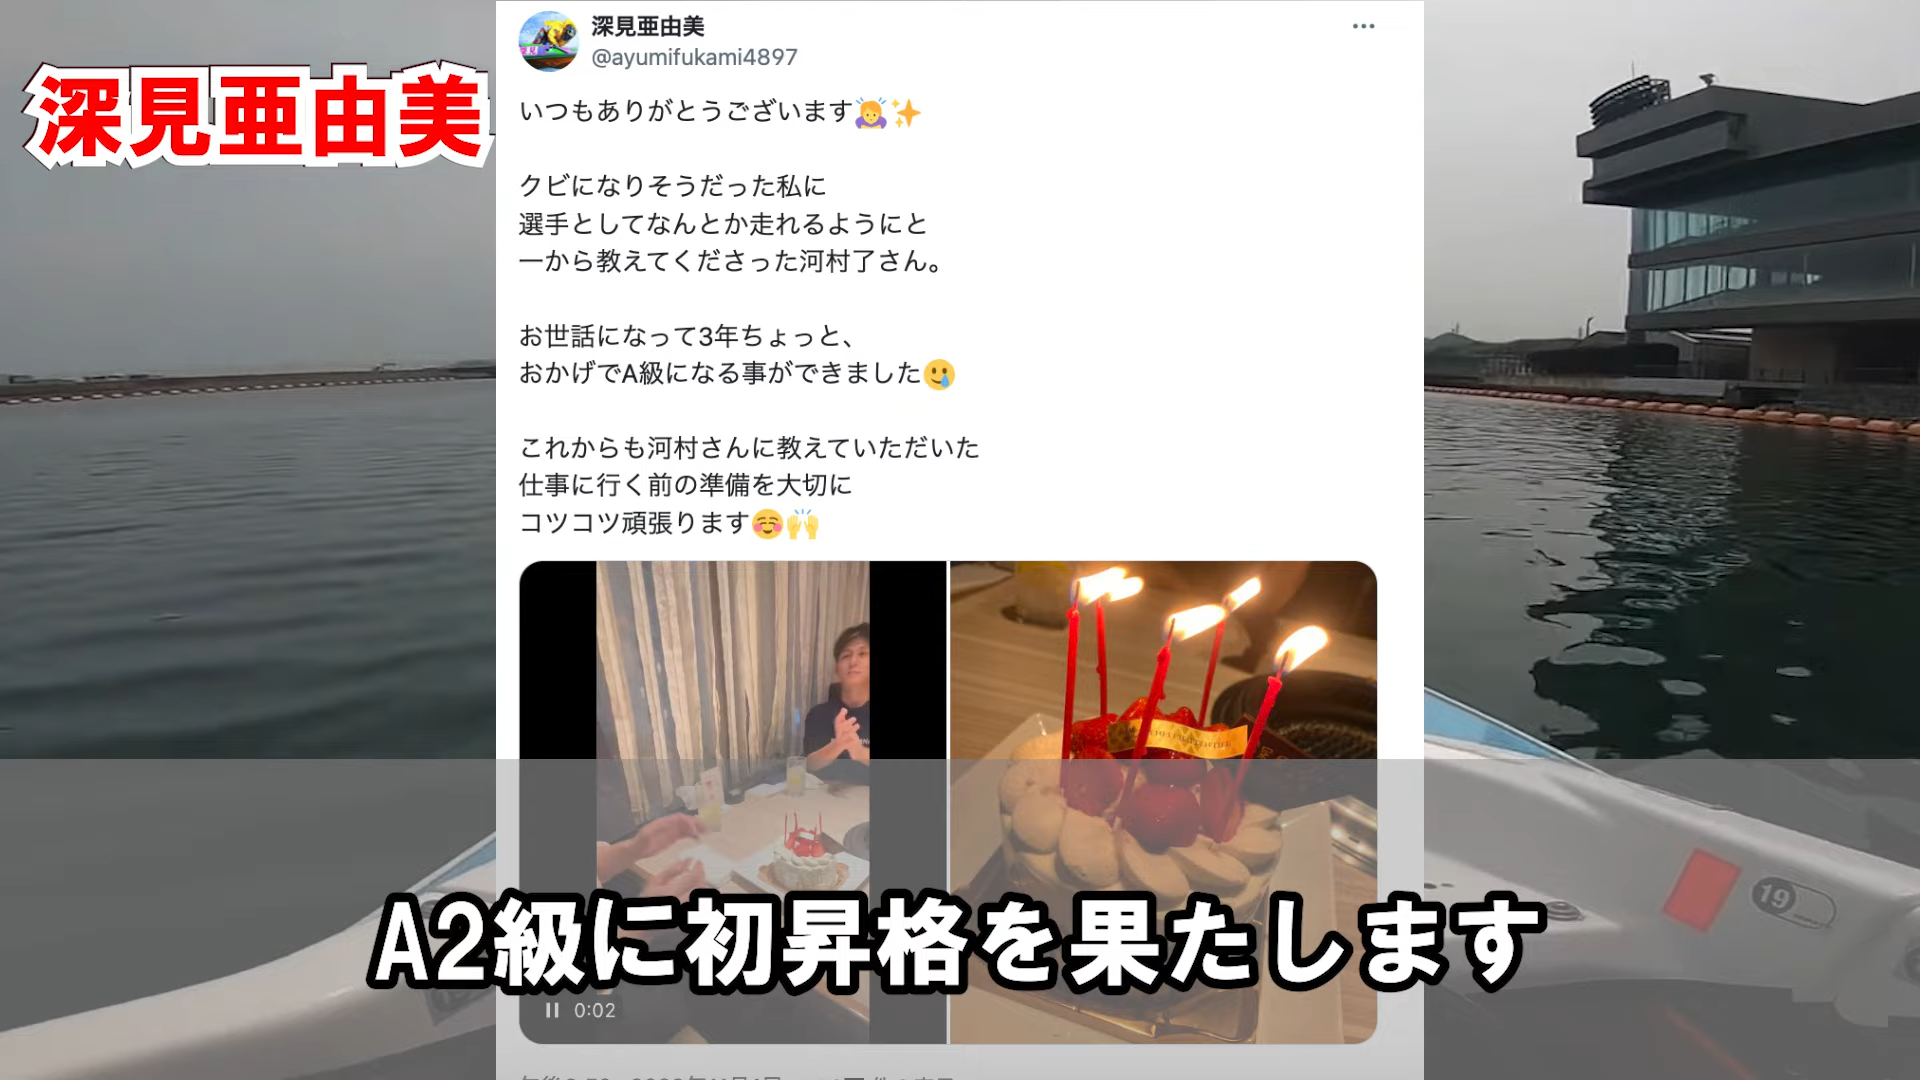 深見亜由美
深見亜由美
@ayumifukami4897
いつもありがとうございます🙇‍♀️✨
クビになりそうだった私に
選手としてなんとか走れるようにと
一から教えてくださった河村了さん。
お世話になって3年ちょっと、
おかげでA級になる事ができました🥲
これからも河村さんに教えていただいた
仕事に行く前の準備を大切に
コツコツ頑張ります☺️🙌
19
A2級に初昇格を果たします
0:02